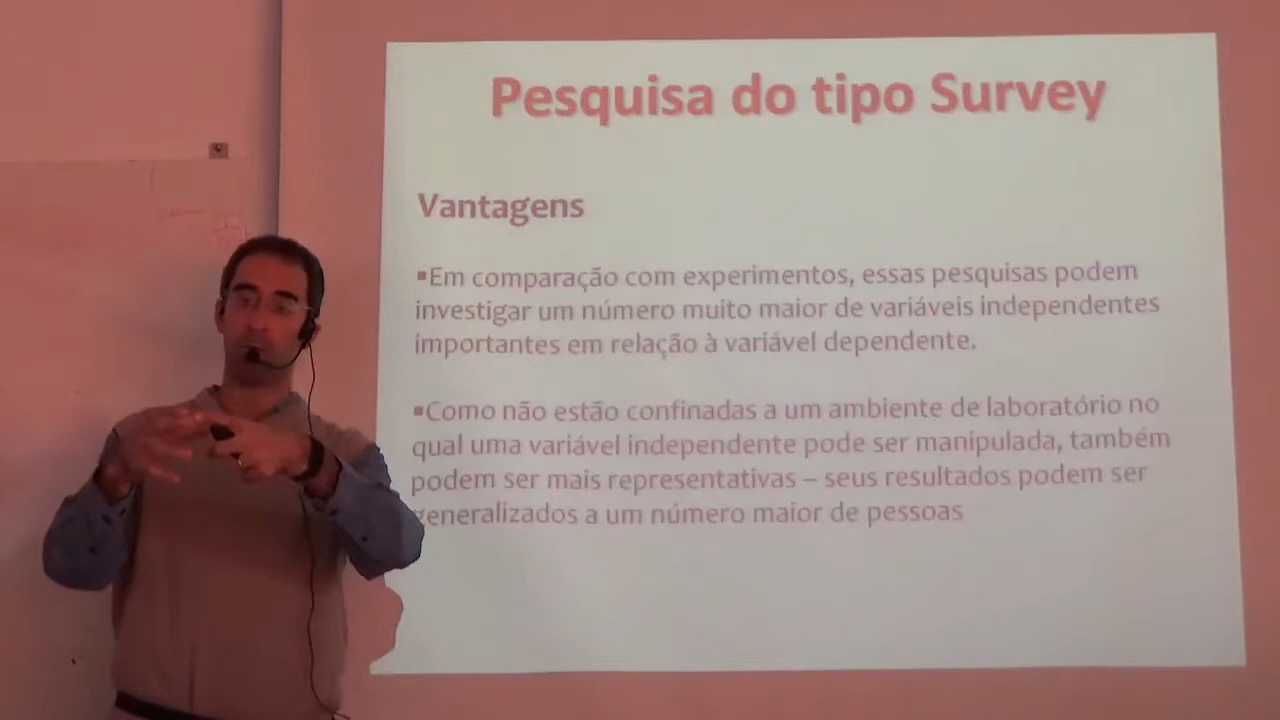 Pesquisa do tipo Survey
Vantagens
▪Em comparação com experimentos, essas pesquisas podem
investigar um número muito maior de variáveis independentes
importantes em relação à variável dependente.
▪Como não estão confinadas a um ambiente de laboratório no
qual uma variável independente pode ser manipulada, também
podem ser mais representativas – seus resultados podem ser
generalizados a um número maior de pessoas